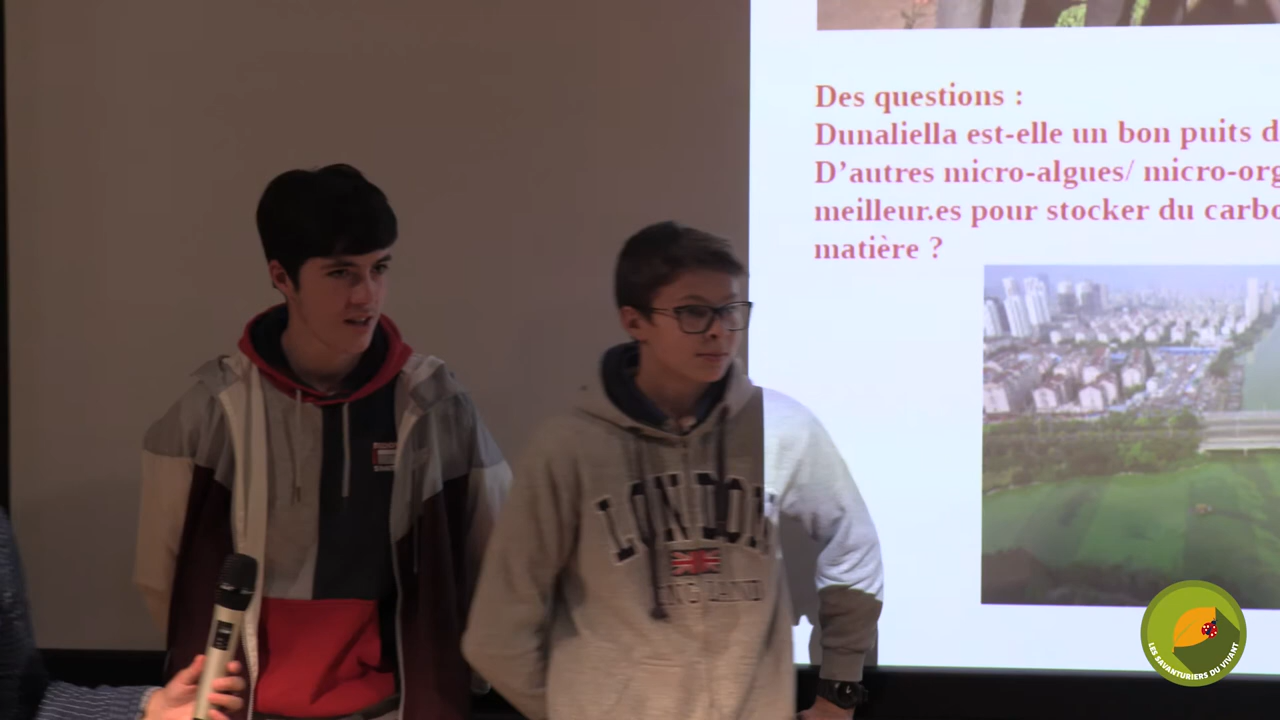 Des questions :
Dunaliella est-elle un bon puits d
D’autres micro-algues/ micro-org
meilleur.es pour stocker du carbo
matière ?
LONDON
ENGLAND
LES SAVANTURIERS DU VIVANT